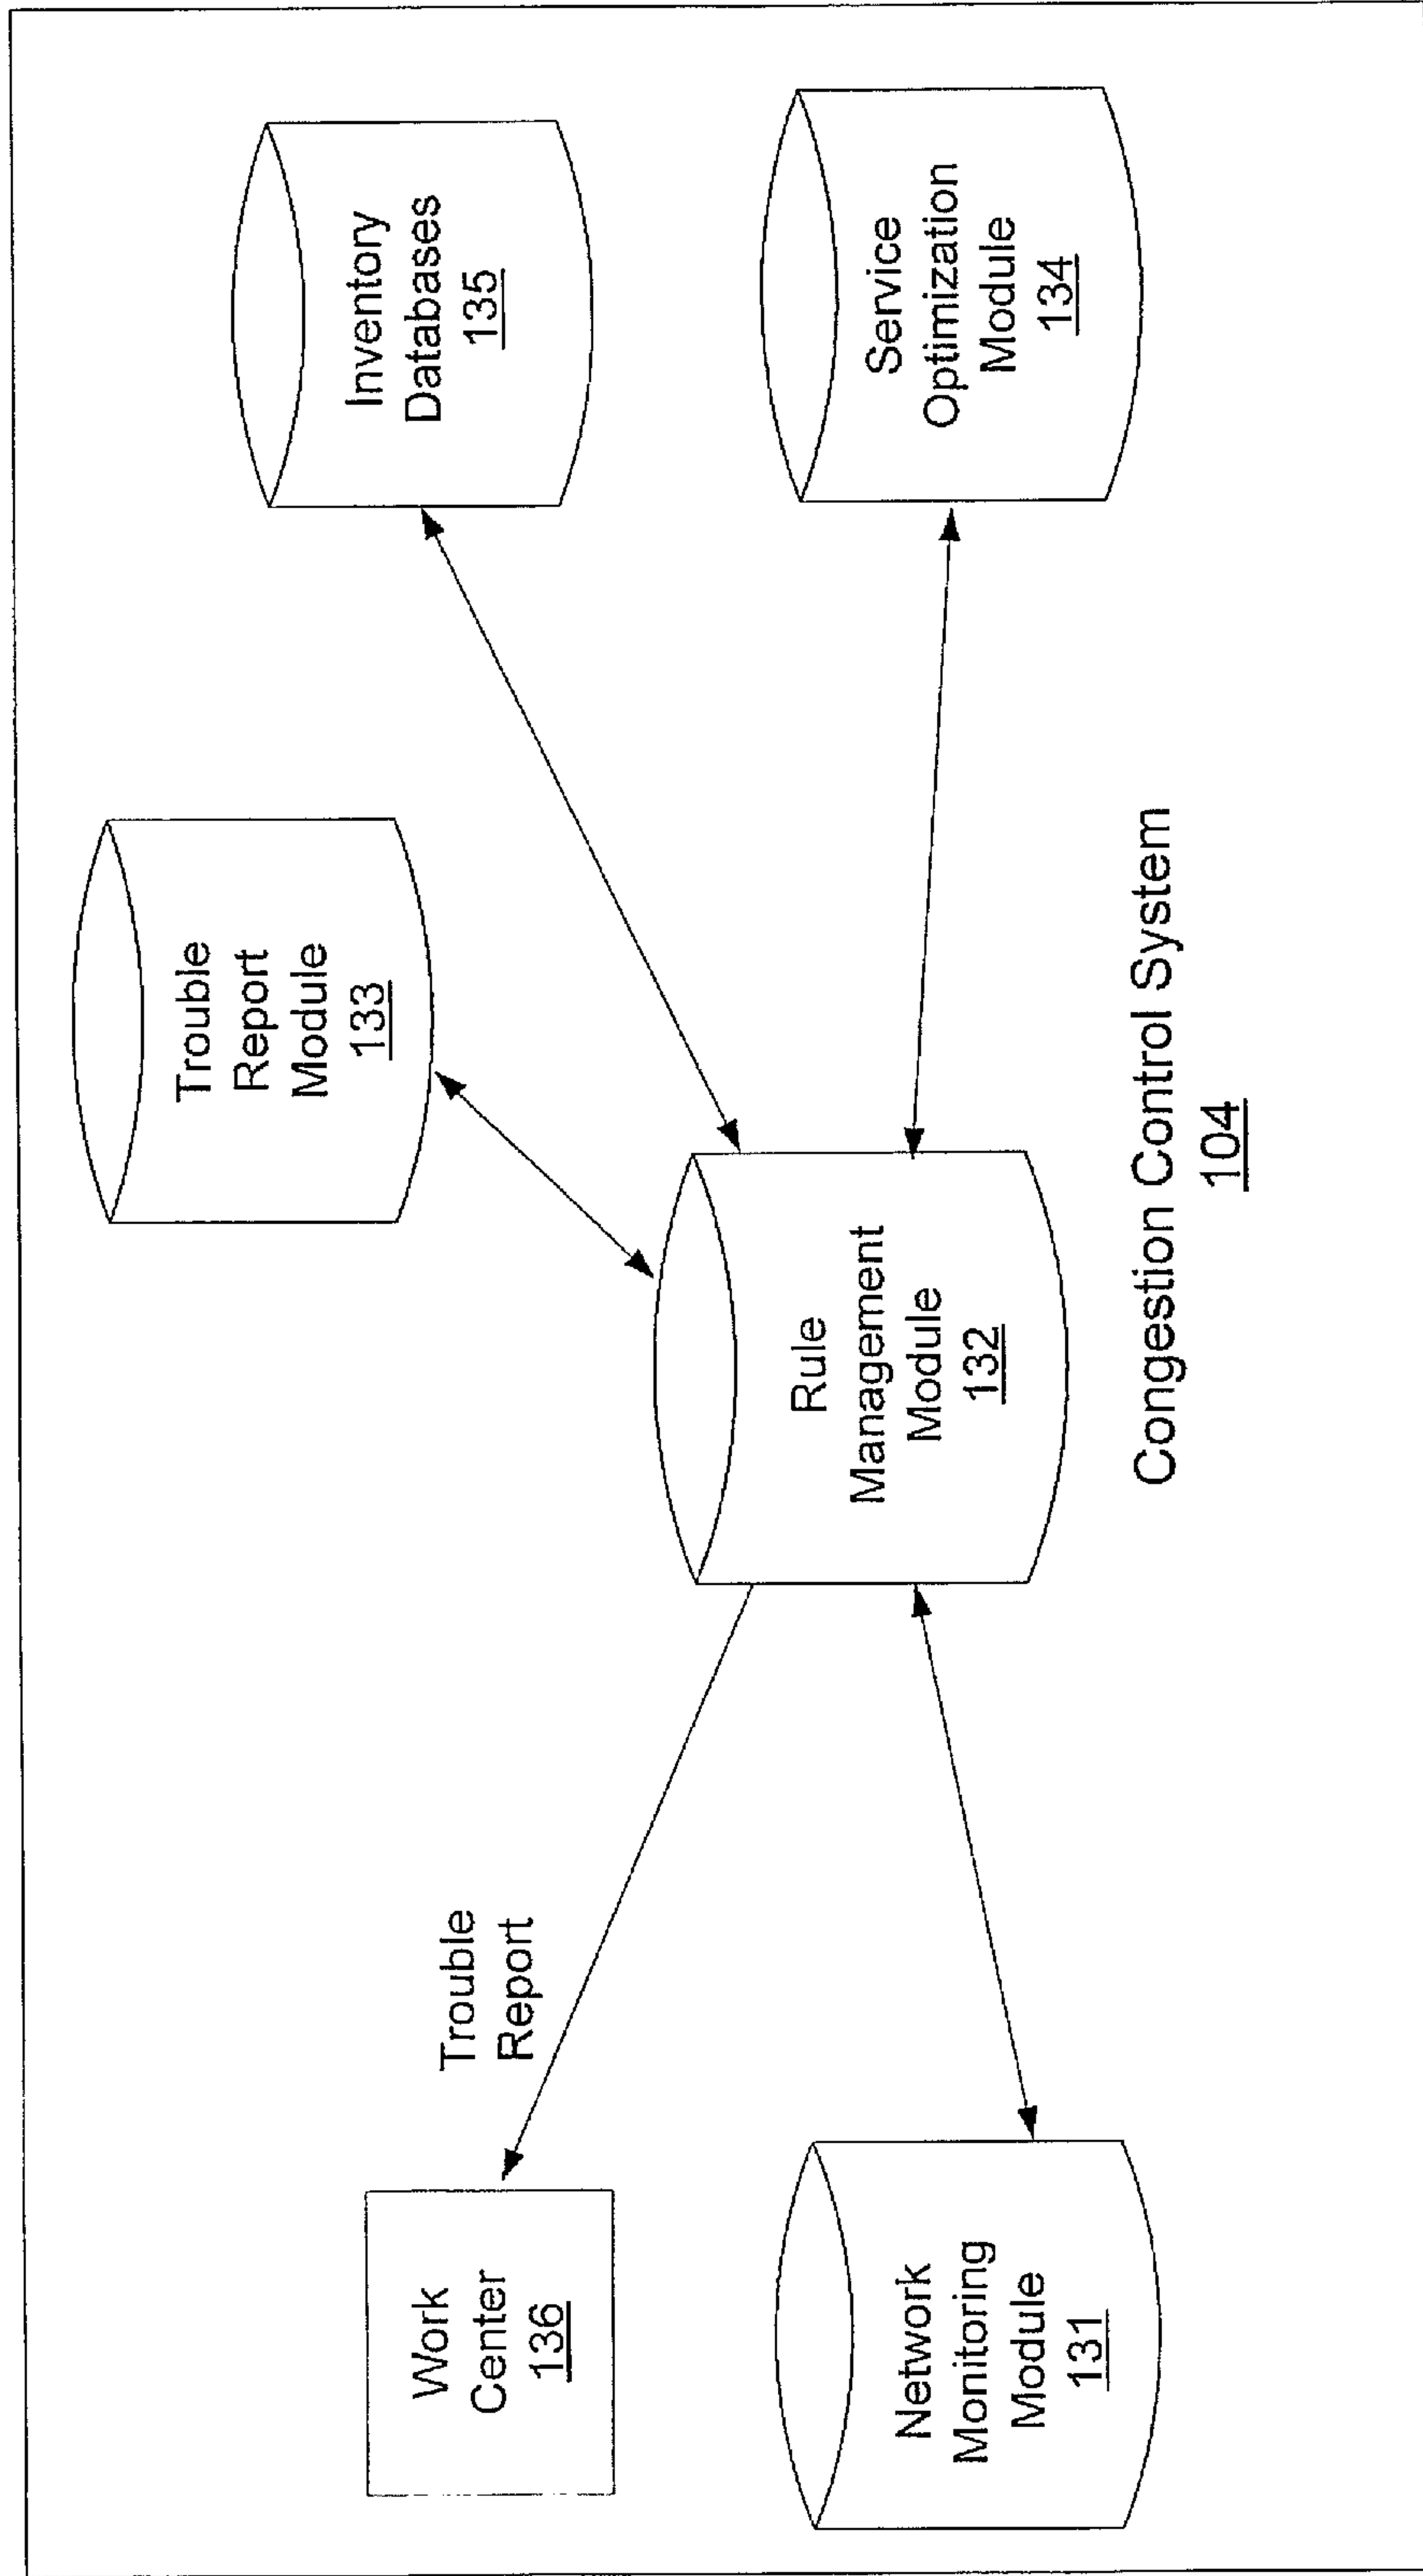 Work
Center
136
Trouble
Report
Network
Monitoring
Module
131
Trouble
Report
Module
133
Rule
Management
Module
132
Inventory
Databases
135
Service
Optimization
Module
134
Congestion Control System
104